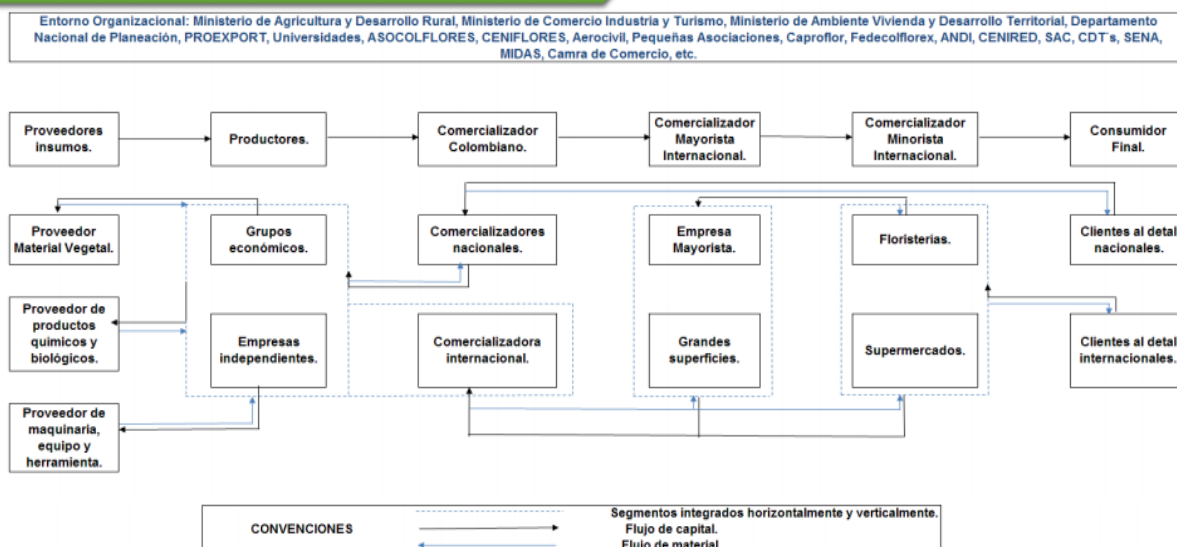 Entorno Organizacional: Ministerio de Agricultura y Desarrollo Rural, Ministerio de Comercio Industria y Turismo, Ministerio de Ambiente Vivienda y Desarrollo Territorial, Departamento
Nacional de Planeación, PROEXPORT, Universidades, ASOCOLFLORES, CENIFLORES, Aerocivil, Pequeñas Asociaciones, Caproflor, Fedecolflorex, ANDI, CENIRED, SAC, CDT´s, SENA,
MIDAS, Camra de Comercio, etc.
Proveedores
insumos.
Productores.
Comercializador
Colombiano.
Comercializador
Mayorista
Internacional.
Comercializador
Minorista
Internacional.
Consumidor
Final.
Proveedor
Material Vegetal.
Grupos
económicos.
Comercializadores
nacionales.
Empresa
Mayorista.
Floristerias.
Clientes al detal
nacionales.
Proveedor de
productos
quimicos y
biológicos.
Empresas
independientes.
Comercializadora
internacional.
Grandes
superficies.
Supermercados.
Clientes al detal
internacionales.
Proveedor de
maquinaria,
equipo y
herramienta.
CONVENCIONES
Segmentos integrados horizontalmente y verticalmente.
Flujo de capital.
Flujo de material.